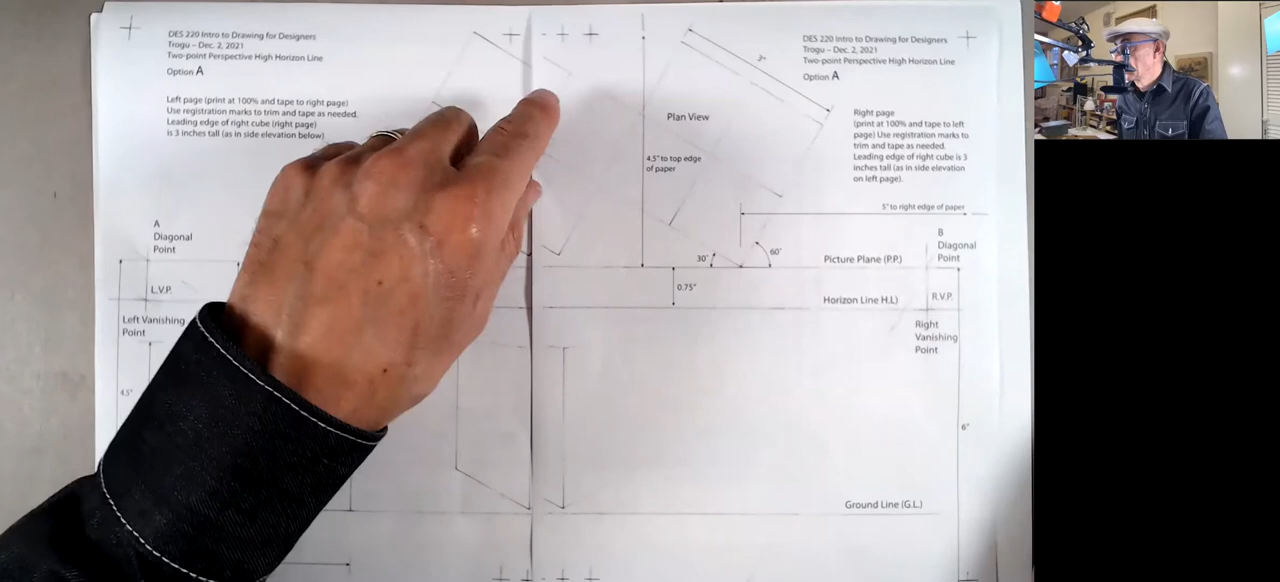 DES 220 Intro to Drawing for Designers
Trogu – Dec. 2, 2021
Two-point Perspective High Horizon Line
Option A
Left page (print at 100% and tape to right page)
Use registration marks to trim and tape as needed.
Leading edge of right cube (right page)
is 3 inches tall (as in side elevation below).
A
Diagonal
Point
L.V.P.
Left Vanishing
Point
4.5"
3"
Plan View
4.5" to top edge
of paper
30°
60°
0.75"
DES 220 Intro to Drawing for Designers
Trogu – Dec. 2, 2021
Two-point Perspective High Horizon Line
Option A
Right page
(print at 100% and tape to left
page) Use registration marks to
trim and tape as needed.
Leading edge of right cube is 3
inches tall (as in side elevation
on left page).
5" to right edge of paper
B
Diagonal
Point
Picture Plane (P.P.)
Horizon Line H.L)
R.V.P.
Right
Vanishing
Point
6"
Ground Line (G.L.)